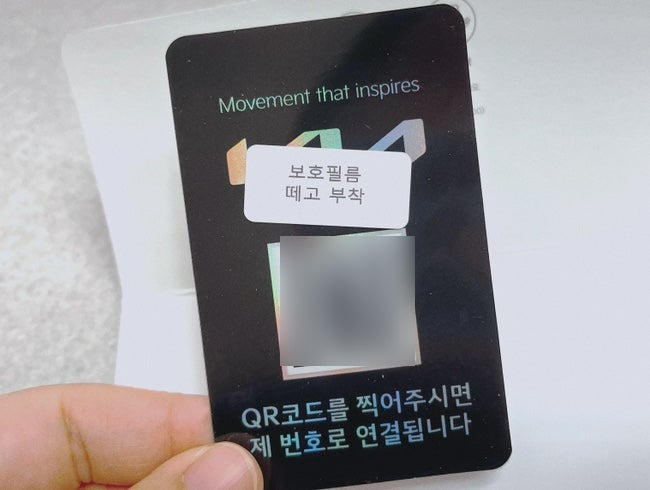 Movement that inspires
보호필름
떼고 부착
QR코드를 찍어주시면
제 번호로 연결됩니다